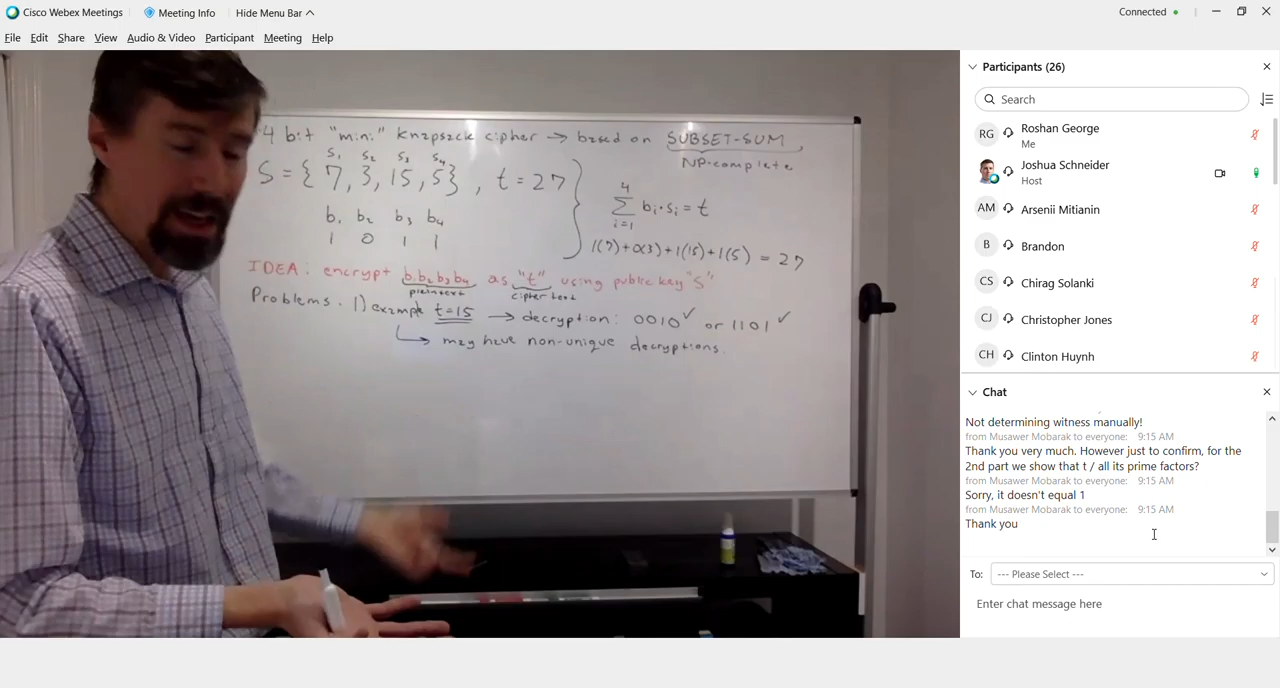 Cisco Webex Meetings
Meeting Info
Hide Menu Bar
Connected
File Edit Share View Audio & Video Participant Meeting Help
4 bit "mini" knapsack cipher → based on SUBSET-SUM
NP-complete
S₁ S₂ S₃ S₄
S = { 7, 3, 15, 5 } , t = 27
b₁ b₂ b₃ b₄
1 0 1 1
4
∑ bᵢ·sᵢ = t
i=1
1(7)+0(3)+1(15)+1(5) = 27
IDEA: encrypt b₁b₂b₃b₄ as "t" using public key "S"
plaintext
cipher text
Problems. 1) example t=15 → decryption: 0010 ✓ or 1101 ✓
↳ may have non-unique decryptions.
Participants (26)
Search
RG Roshan George
Me
Joshua Schneider
Host
AM Arsenii Mitianin
B Brandon
CS Chirag Solanki
CJ Christopher Jones
CH Clinton Huynh
Chat
Not determining witness manually!
from Musawer Mobarak to everyone: 9:15 AM
Thank you very much. However just to confirm, for the
2nd part we show that t / all its prime factors?
from Musawer Mobarak to everyone: 9:15 AM
Sorry, it doesn't equal 1
from Musawer Mobarak to everyone: 9:15 AM
Thank you
To: --- Please Select ---
Enter chat message here